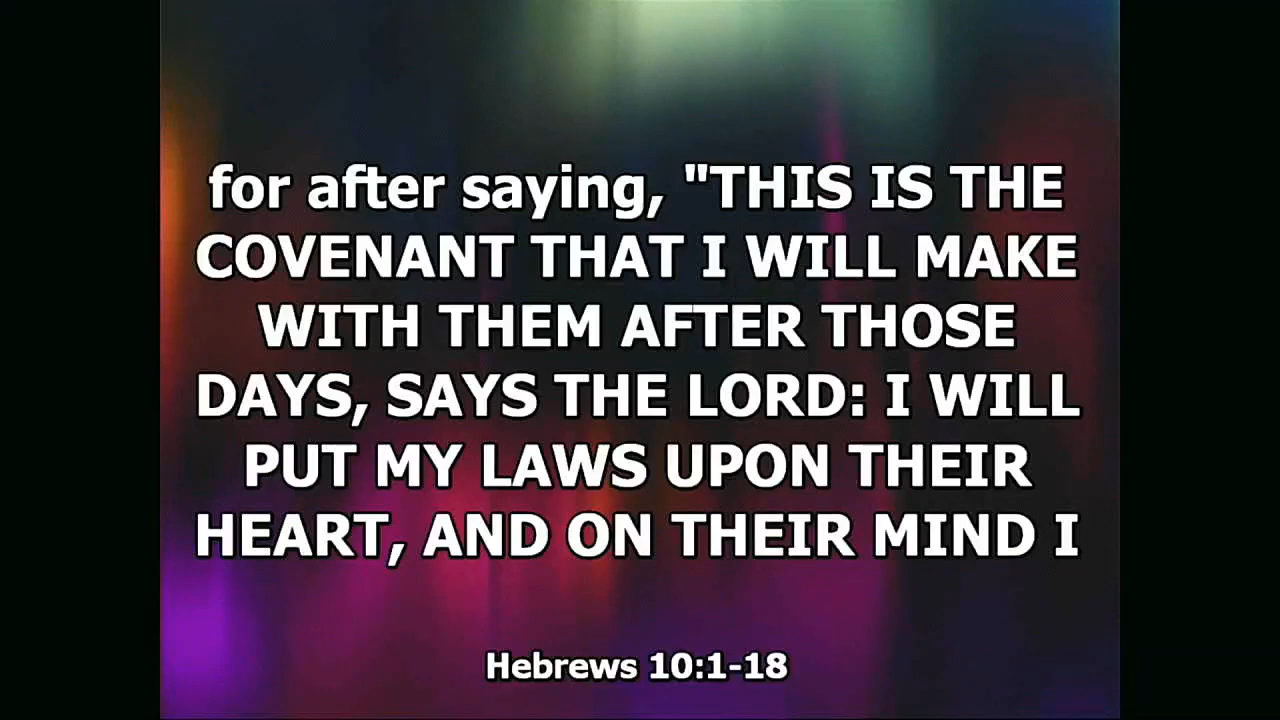 for after saying, "THIS IS THE
COVENANT THAT I WILL MAKE
WITH THEM AFTER THOSE
DAYS, SAYS THE LORD: I WILL
PUT MY LAWS UPON THEIR
HEART, AND ON THEIR MIND I
Hebrews 10:1-18